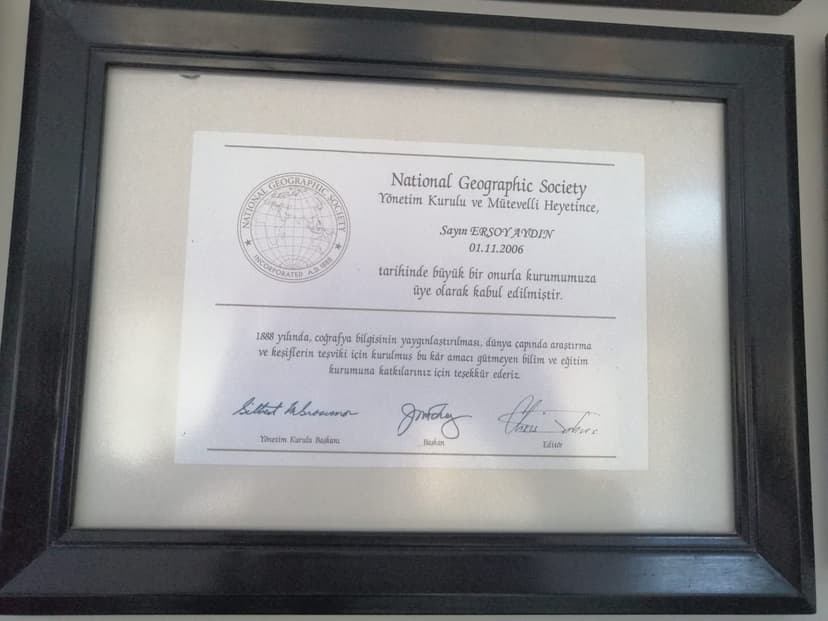 NATIONAL GEOGRAPHIC SOCIETY
INCORPORATED A.D. 1888
National Geographic Society
Yönetim Kurulu ve Mütevelli Heyetince,
Sayın ERSOY AYDIN
01.11.2006
tarihinde büyük bir onurla kurumumuza
üye olarak kabul edilmiştir.
1888 yılında, coğrafya bilgisinin yaygınlaştırılması, dünya çapında araştırma
ve keşiflerin teşviki için kurulmuş bu kâr amacı gütmeyen bilim ve eğitim
kurumuna katkılarınız için teşekkür ederiz.
Yönetim Kurulu Başkanı
Başkan
Editör